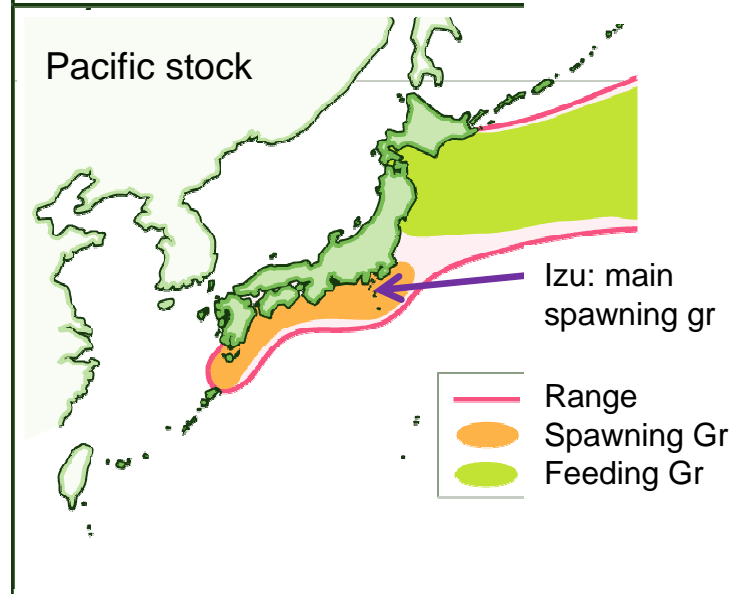 Pacific stock
Izu: main
spawning gr
Range
Spawning Gr
Feeding Gr